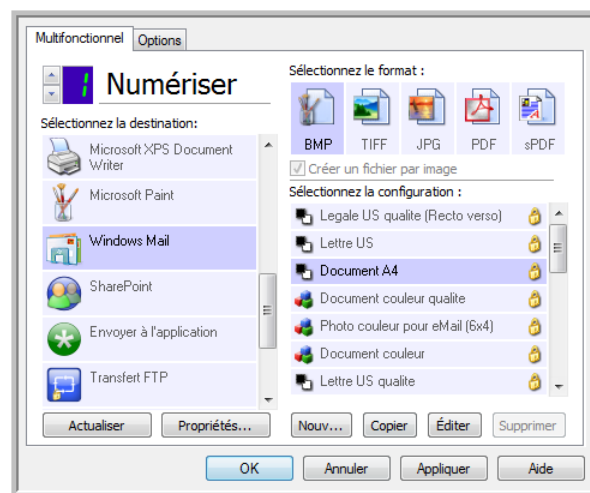 Multifonctionnel
Options
1
Numériser
Sélectionnez la destination:
Microsoft XPS Document
Writer
Microsoft Paint
Windows Mail
SharePoint
Envoyer à l'application
Transfert FTP
Actualiser
Propriétés...
Sélectionnez le format :
BMP
TIFF
JPG
PDF
sPDF
Créer un fichier par image
Sélectionnez la configuration :
Legale US qualite (Recto verso)
Lettre US
Document A4
Document couleur qualite
Photo couleur pour eMail (6x4)
Document couleur
Lettre US qualite
Nouv...
Copier
Éditer
Supprimer
OK
Annuler
Appliquer
Aide